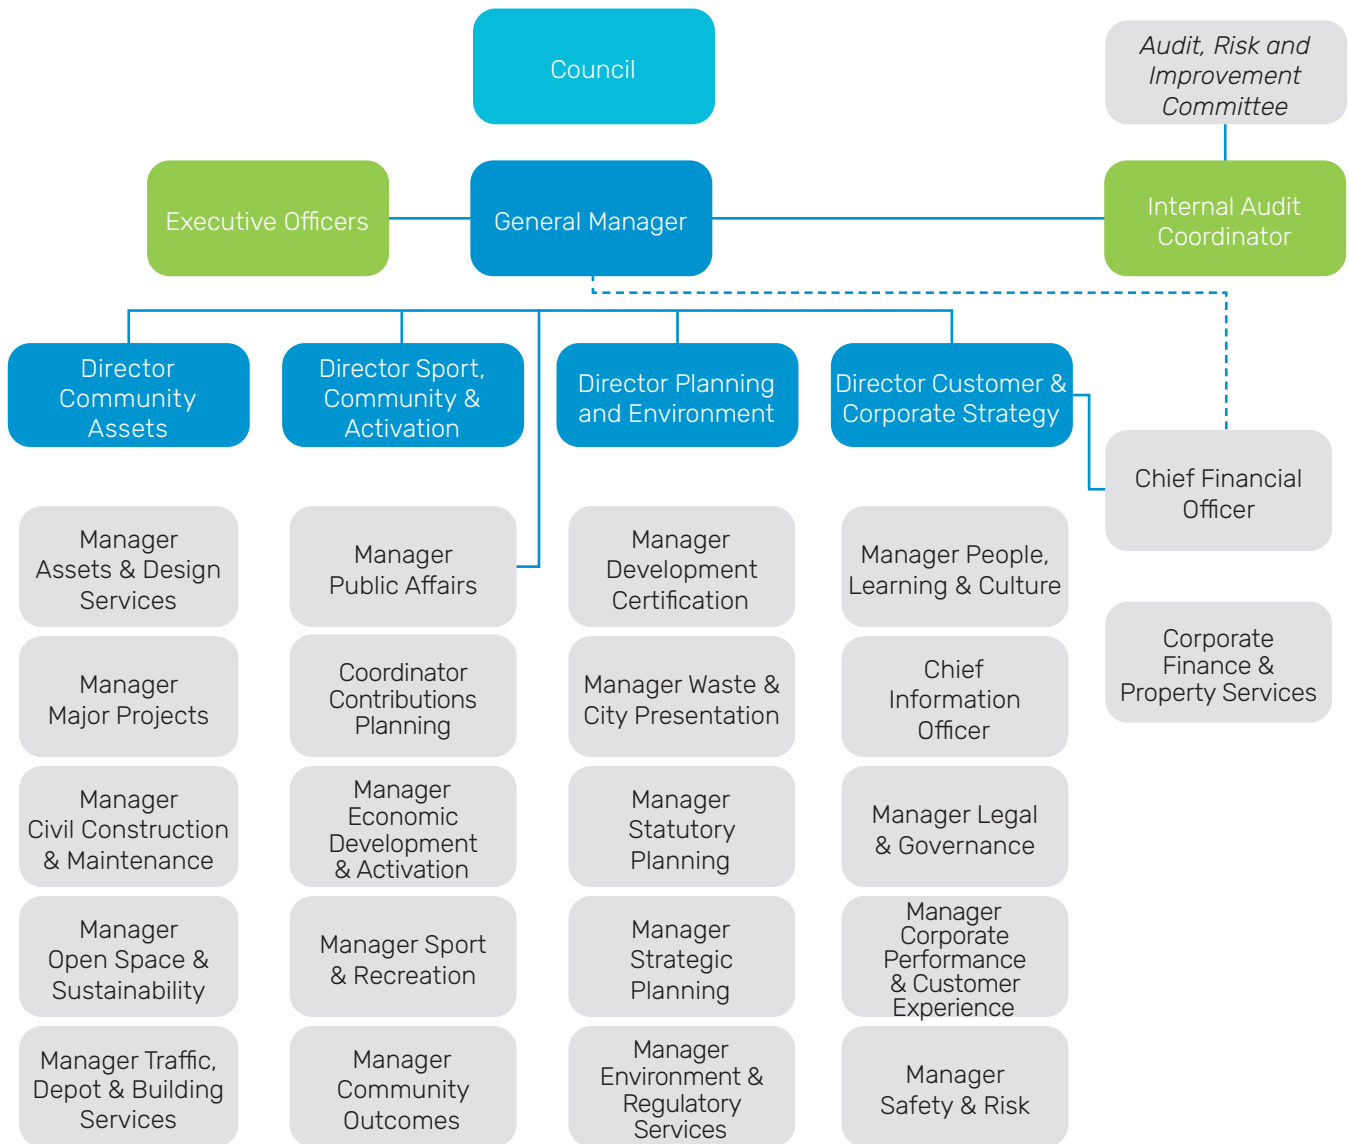 Council
Audit, Risk and
Improvement
Committee
Executive Officers
General Manager
Internal Audit
Coordinator
Director
Community
Assets
Director Sport,
Community &
Activation
Director Planning
and Environment
Director Customer &
Corporate Strategy
Chief Financial
Officer
Manager
Assets & Design
Services
Manager
Public Affairs
Manager
Development
Certification
Manager People,
Learning & Culture
Corporate
Finance &
Property Services
Manager
Major Projects
Coordinator
Contributions
Planning
Manager Waste &
City Presentation
Chief
Information
Officer
Manager
Civil Construction
& Maintenance
Manager
Economic
Development
& Activation
Manager
Statutory
Planning
Manager Legal
& Governance
Manager
Open Space &
Sustainability
Manager Sport
& Recreation
Manager
Strategic
Planning
Manager
Corporate
Performance
& Customer
Experience
Manager Traffic,
Depot & Building
Services
Manager
Community
Outcomes
Manager
Environment &
Regulatory
Services
Manager
Safety & Risk